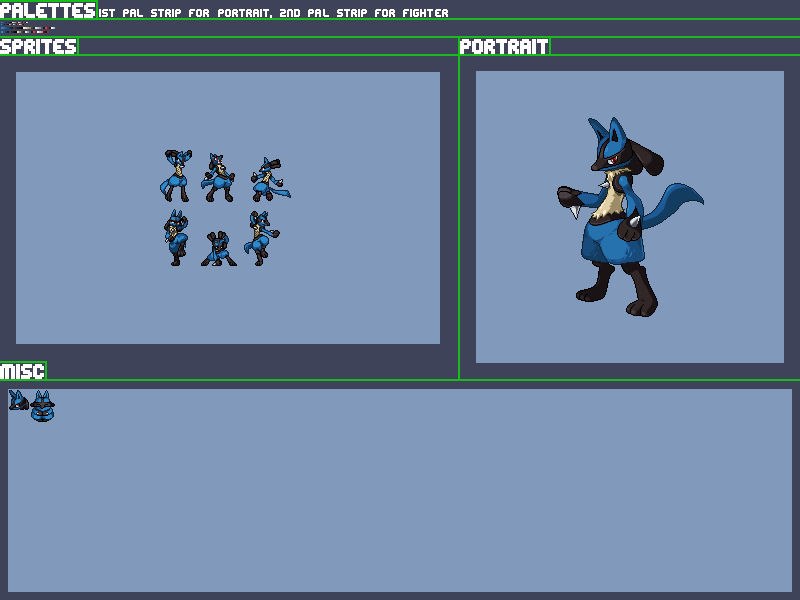 PALETTES 1ST PAL STRIP FOR PORTRAIT, 2ND PAL STRIP FOR FIGHTER
SPRITES
PORTRAIT
MISC